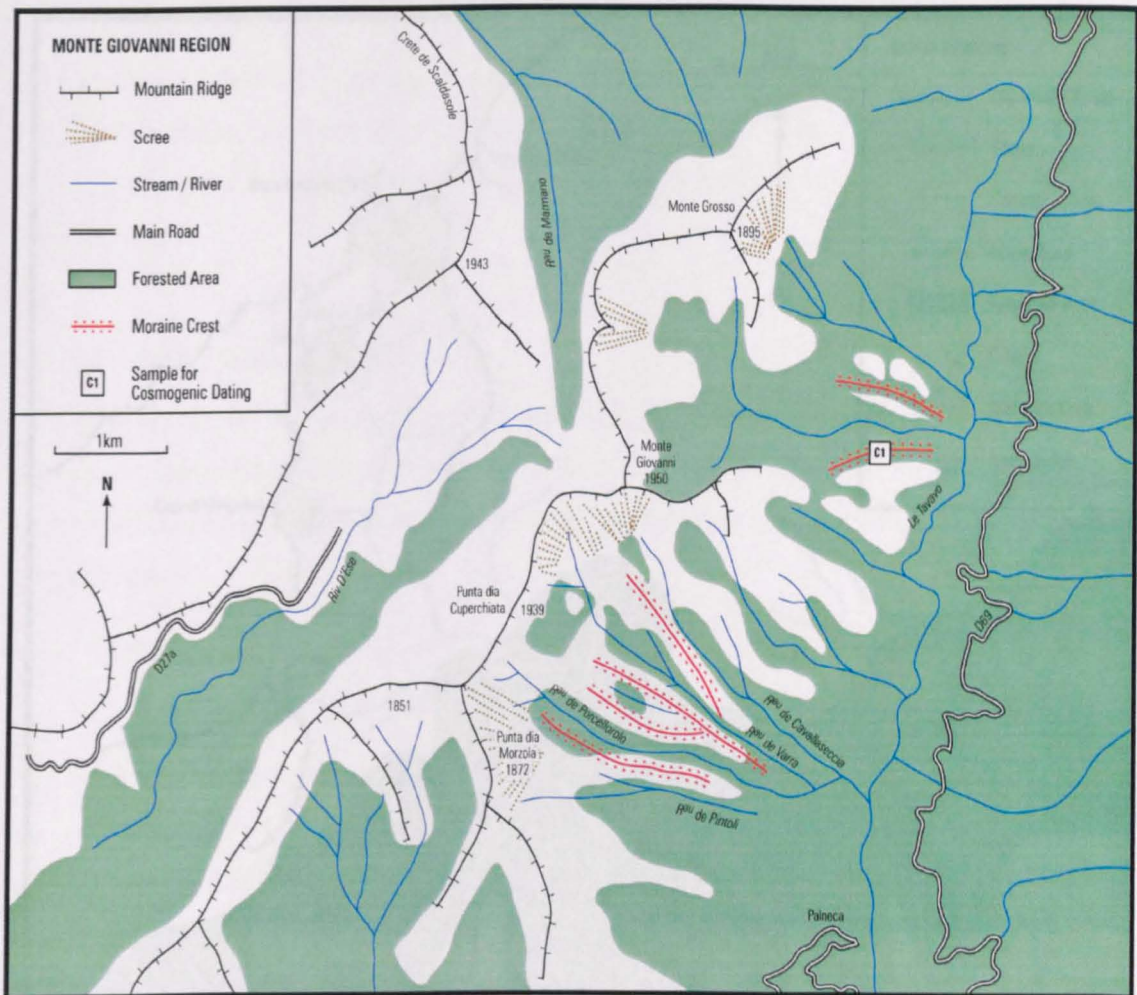 MONTE GIOVANNI REGION
Mountain Ridge
Scree
Stream / River
Main Road
Forested Area
Moraine Crest
C1
Sample for
Cosmogenic Dating
1km
N
Crete de Scaldasole
Rau de Marmano
Monte Grosso
1895
1943
Monte
Giovanni
1950
C1
Le Tavavo
Riv D'Ese
D27a
Punta dia
Cuperchiata
1939
D69
1851
Punta dia
Morzoia
1872
Rau de Porcellorolo
Rau de Varra
Rau de Cavallaseccia
Rau de Pintoli
Palneca